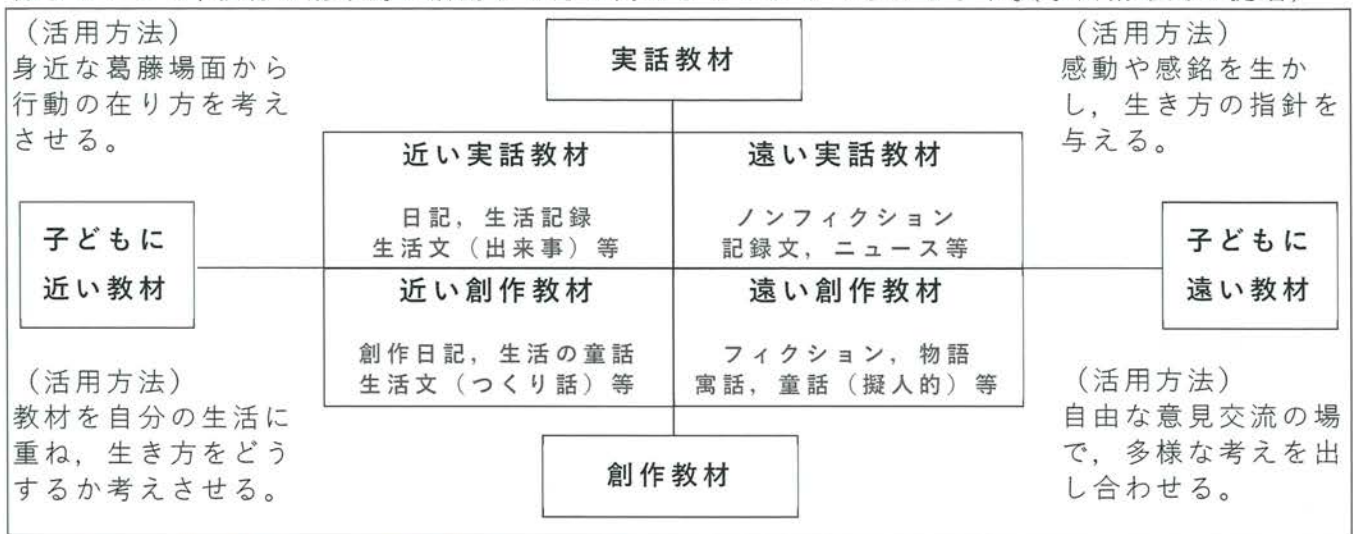 （活用方法）
身近な葛藤場面から
行動の在り方を考え
させる。
実話教材
（活用方法）
感動や感銘を生か
し，生き方の指針を
与える。
近い実話教材
日記，生活記録
生活文（出来事）等
遠い実話教材
ノンフィクション
記録文，ニュース等
子どもに
近い教材
子どもに
遠い教材
近い創作教材
創作日記，生活の童話
生活文（つくり話）等
遠い創作教材
フィクション，物語
寓話，童話（擬人的）等
（活用方法）
教材を自分の生活に
重ね，生き方をどう
するか考えさせる。
創作教材
（活用方法）
自由な意見交流の場
で，多様な考えを出
し合わせる。